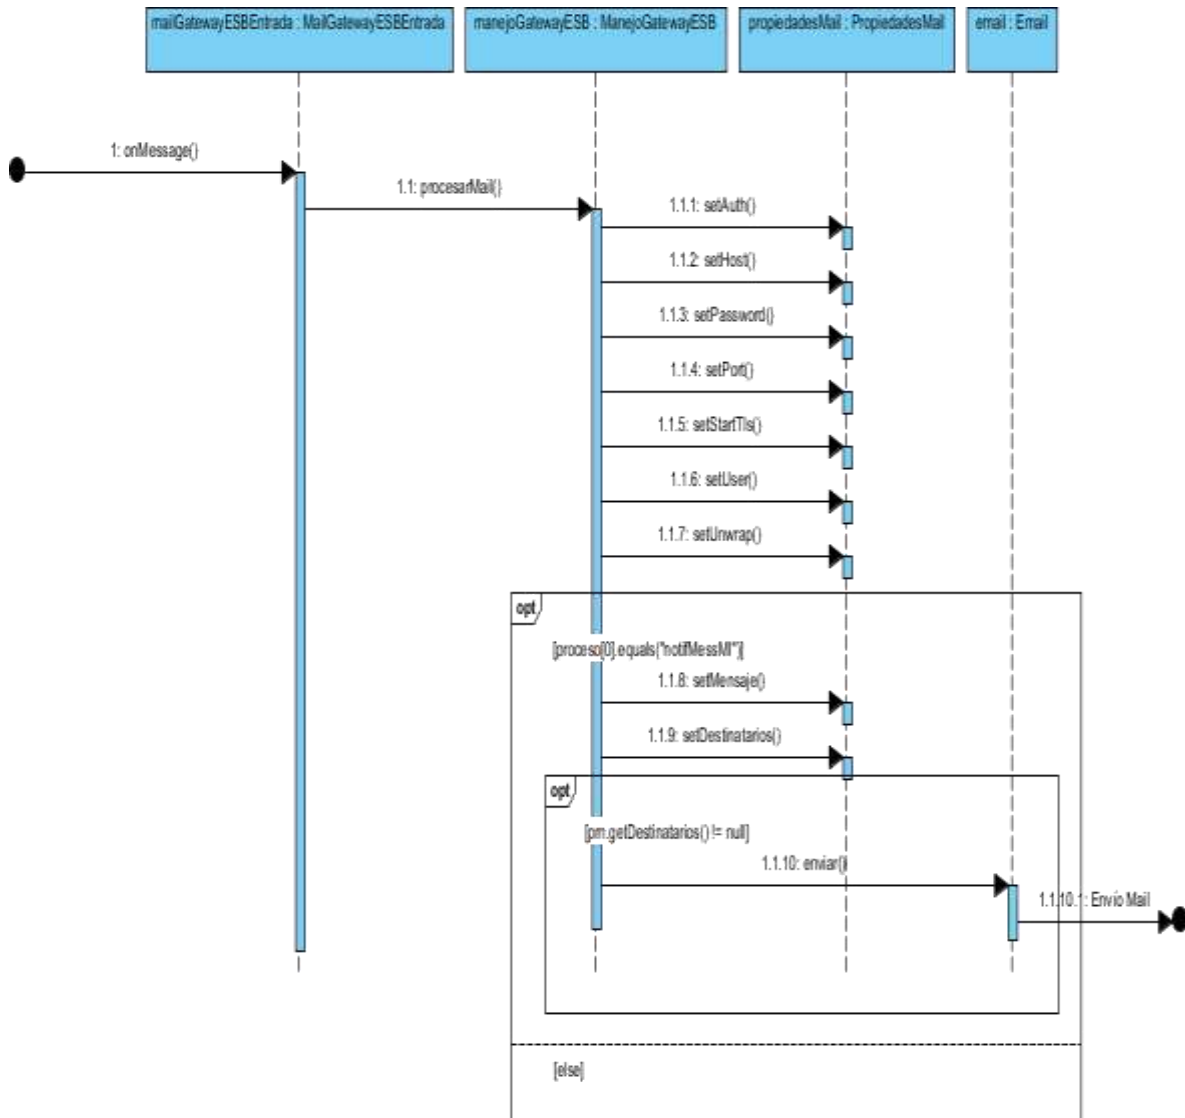 mailGatewayESBEntrada : MailGatewayESBEntrada
manejoGatewayESB : ManejoGatewayESB
propiedadesMail : PropiedadesMail
email : Email
1: onMessage()
1.1: procesarMail()
1.1.1: setAuth()
1.1.2: setHost()
1.1.3: setPassword()
1.1.4: setPort()
1.1.5: setStartTls()
1.1.6: setUser()
1.1.7: setUnwrap()
opt
[proceso[0].equals("notifMessMI")]
1.1.8: setMensaje()
1.1.9: setDestinatarios()
opt
[pm.getDestinatarios() != null]
1.1.10: enviar()
1.1.10.1: Envío Mail
[else]